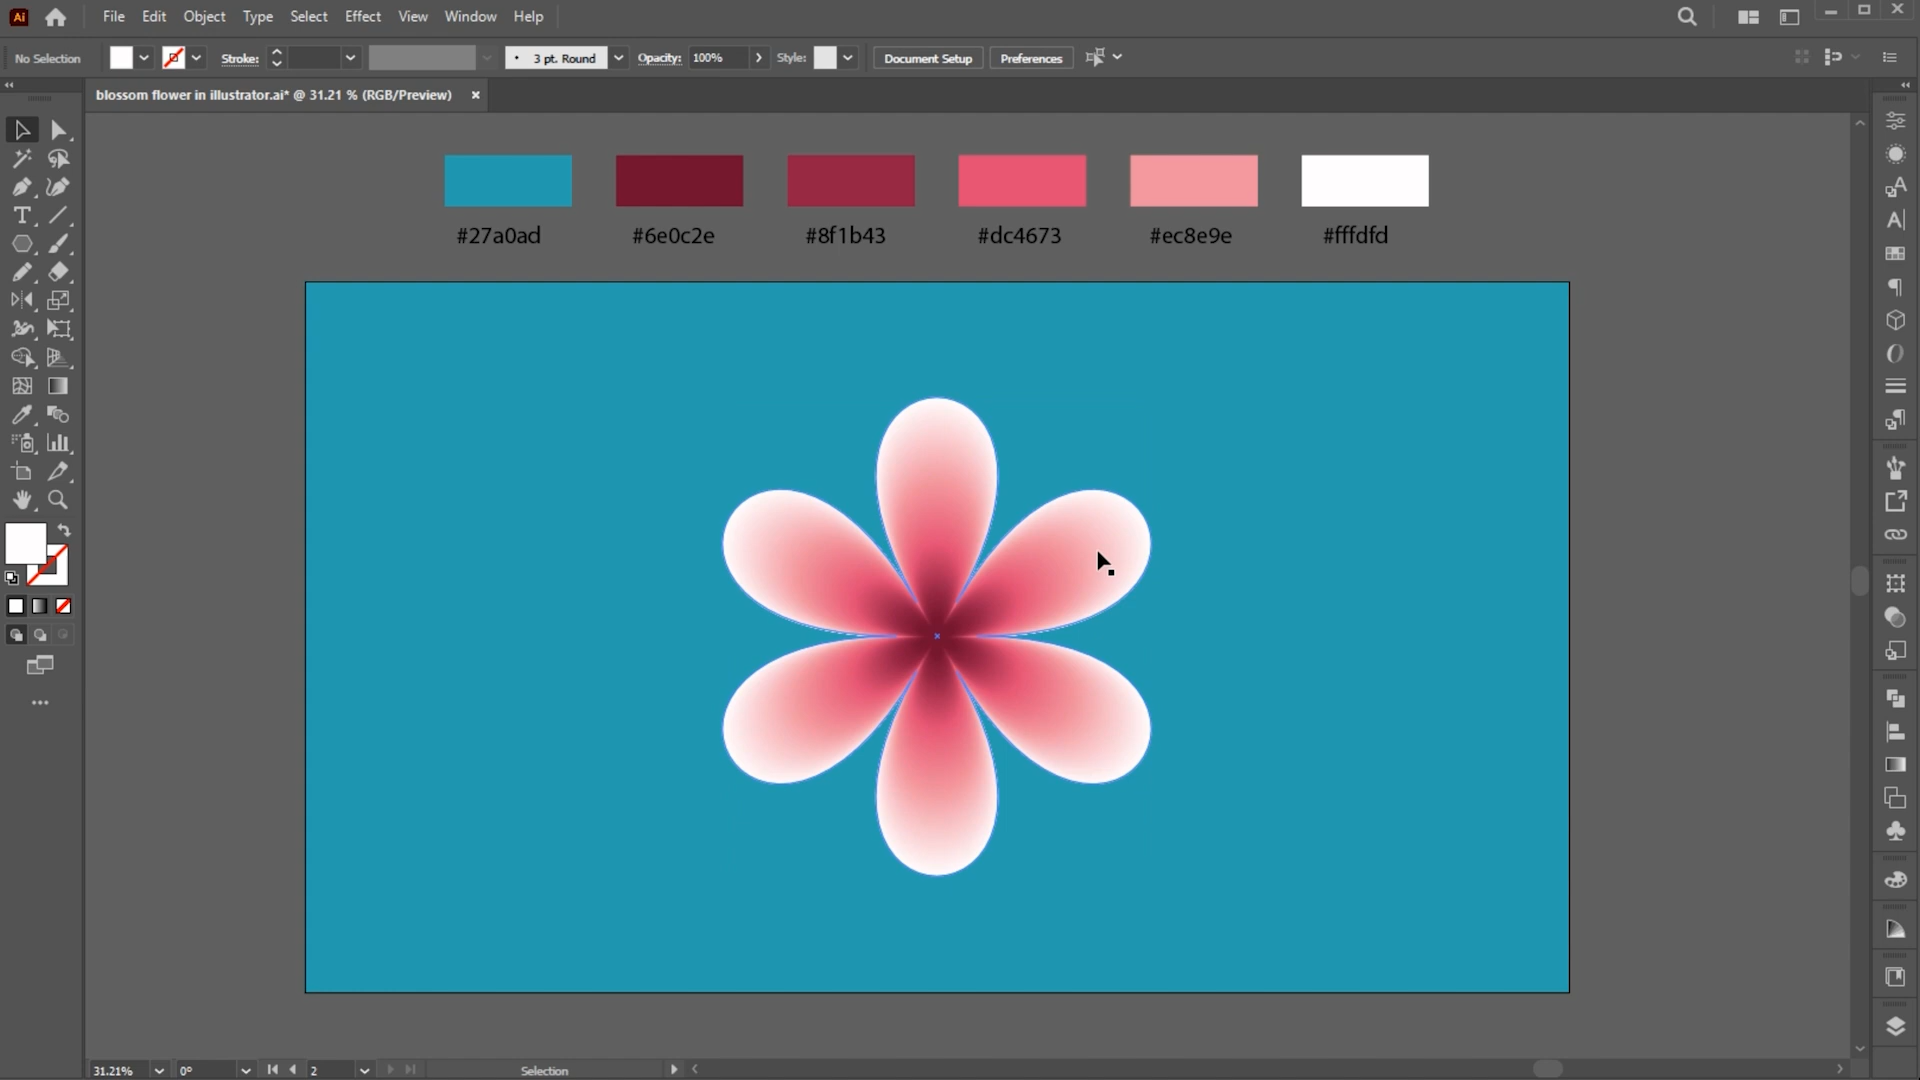 Ai File Edit Object Type Select Effect View Window Help
No Selection Stroke: 3 pt. Round Opacity: 100% Style: Document Setup Preferences
blossom flower in illustrator.ai* @ 31.21 % (RGB/Preview)
#27a0ad #6e0c2e #8f1b43 #dc4673 #ec8e9e #fffdfd
31.21% 0° 2 Selection